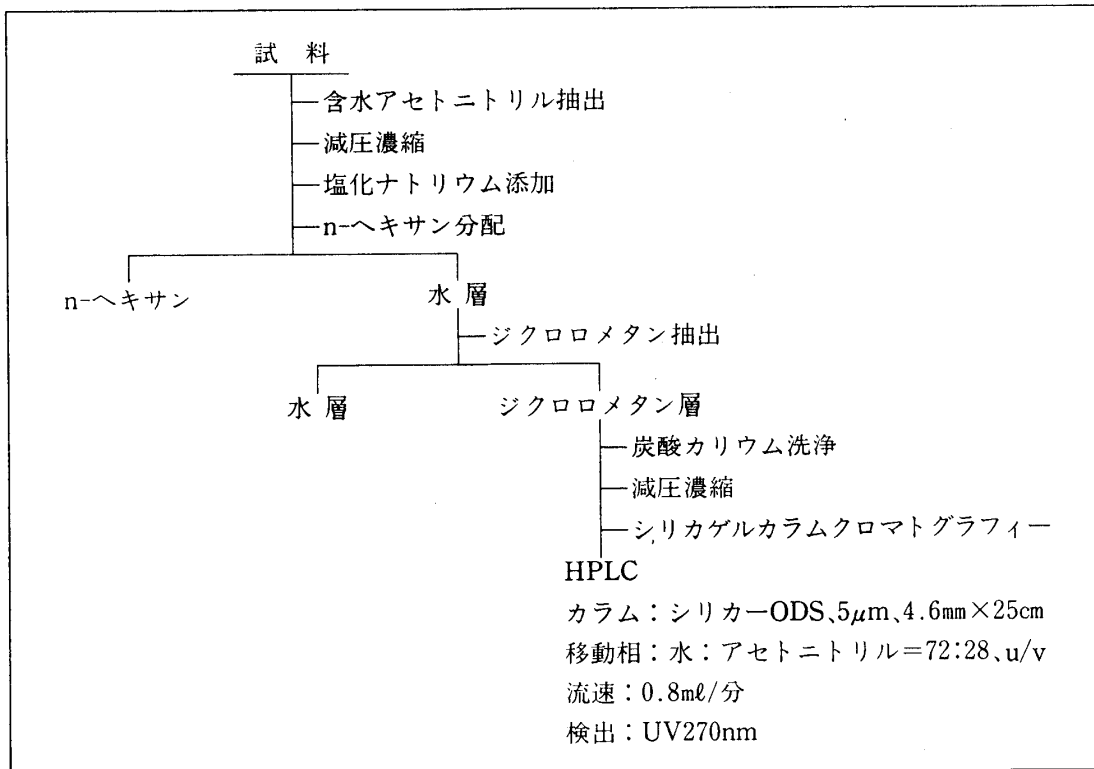 試 料
含水アセトニトリル抽出
減圧濃縮
塩化ナトリウム添加
n-ヘキサン分配
n-ヘキサン
水 層
ジクロロメタン抽出
水 層
ジクロロメタン層
炭酸カリウム洗浄
減圧濃縮
シリカゲルカラムクロマトグラフィー
HPLC
カラム：シリカーODS、5μm、4.6mm×25cm
移動相：水：アセトニトリル＝72:28、u/v
流速：0.8mℓ/分
検出：UV270nm